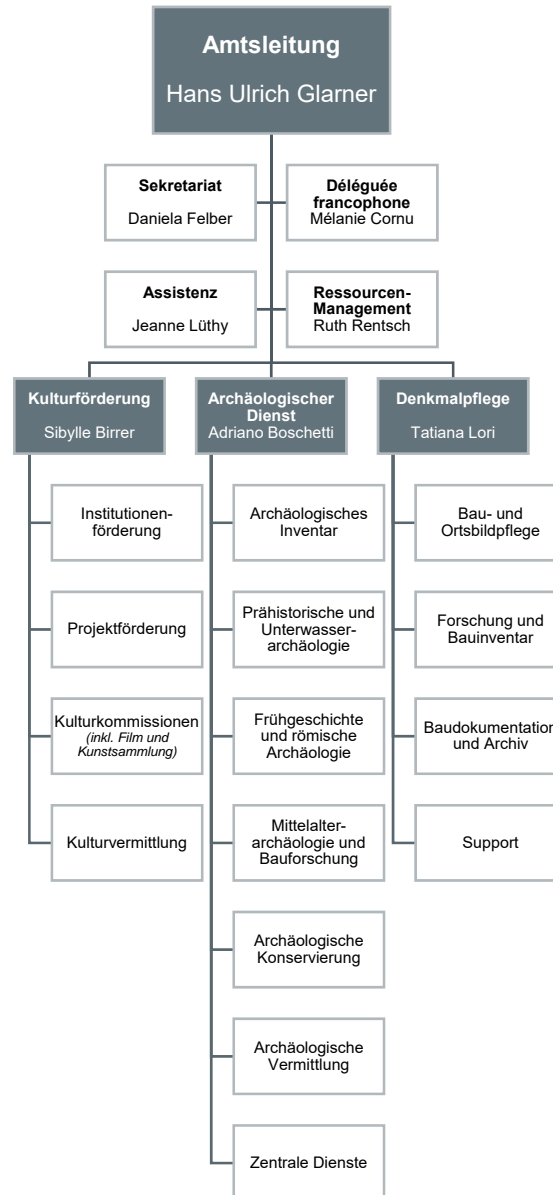 Amtsleitung
Hans Ulrich Glarner
Sekretariat
Daniela Felber
Déléguée
francophone
Mélanie Cornu
Assistenz
Jeanne Lüthy
Ressourcen-
Management
Ruth Rentsch
Kulturförderung
Sibylle Birrer
Institutionen-
förderung
Projektförderung
Kulturkommissionen
(inkl. Film und
Kunstsammlung)
Kulturvermittlung
Archäologischer
Dienst
Adriano Boschetti
Archäologisches
Inventar
Prähistorische und
Unterwasser-
archäologie
Frühgeschichte
und römische
Archäologie
Mittelalter-
archäologie und
Bauforschung
Archäologische
Konservierung
Archäologische
Vermittlung
Zentrale Dienste
Denkmalpflege
Tatiana Lori
Bau- und
Ortsbildpflege
Forschung und
Bauinventar
Baudokumentation
und Archiv
Support